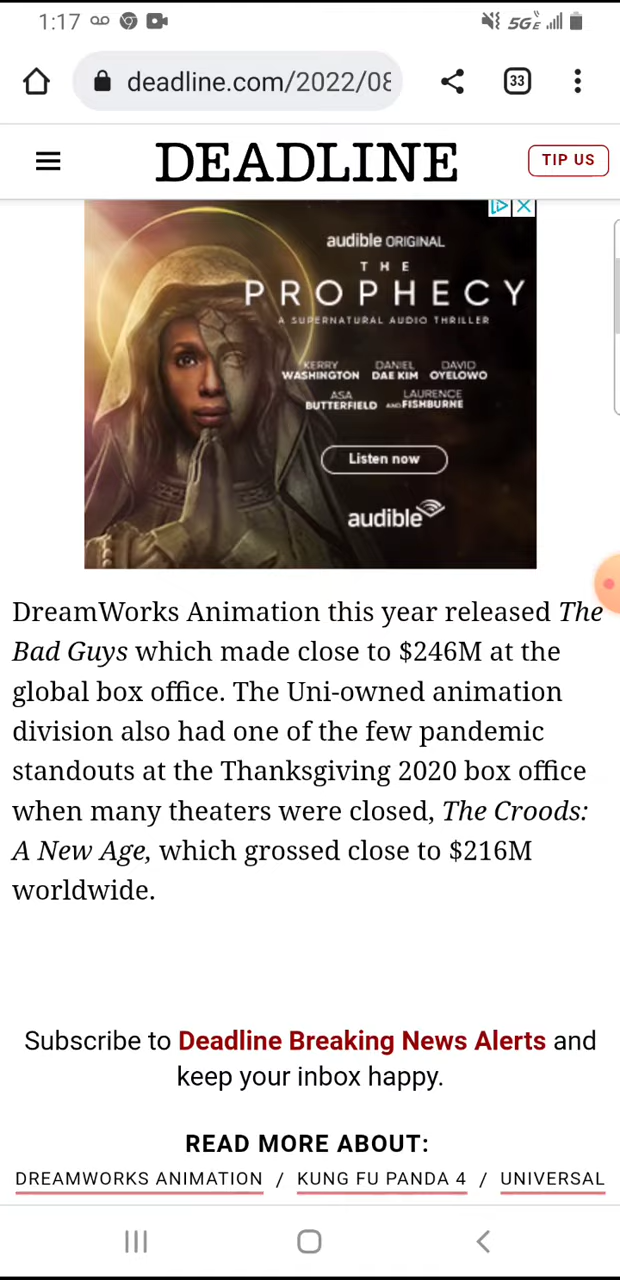 1:17
5GE
deadline.com/2022/08
33
DEADLINE
TIP US
audible ORIGINAL
THE
PROPHECY
A SUPERNATURAL AUDIO THRILLER
KERRY WASHINGTON DANIEL DAE KIM DAVID OYELOWO
ASA BUTTERFIELD AND LAURENCE FISHBURNE
Listen now
audible
DreamWorks Animation this year released The
Bad Guys which made close to $246M at the
global box office. The Uni-owned animation
division also had one of the few pandemic
standouts at the Thanksgiving 2020 box office
when many theaters were closed, The Croods:
A New Age, which grossed close to $216M
worldwide.
Subscribe to Deadline Breaking News Alerts and
keep your inbox happy.
READ MORE ABOUT:
DREAMWORKS ANIMATION / KUNG FU PANDA 4 / UNIVERSAL